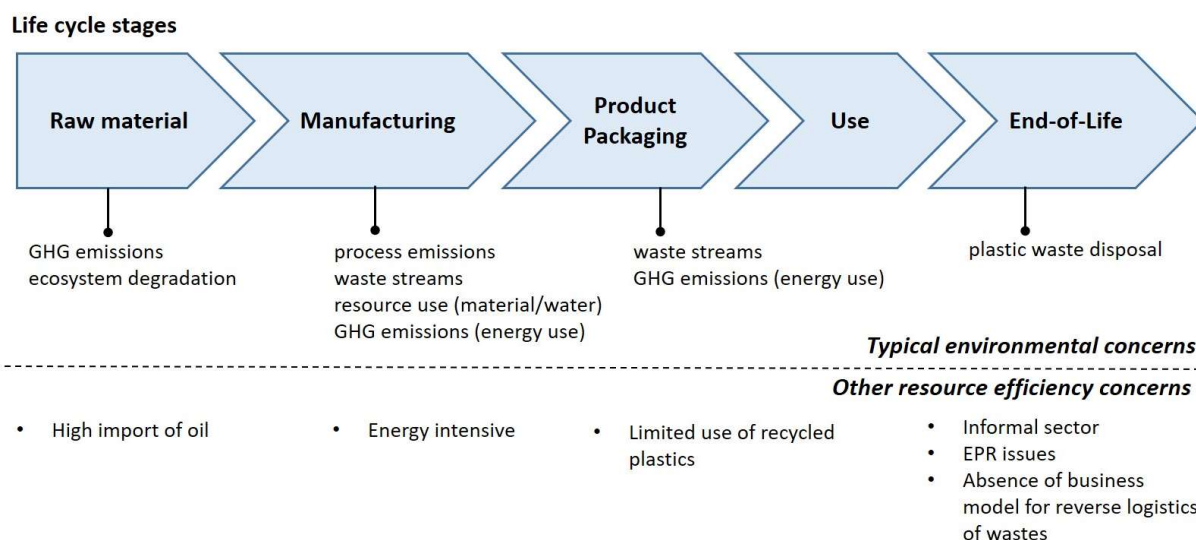 Life cycle stages
Raw material
Manufacturing
Product
Packaging
Use
End-of-Life
GHG emissions
ecosystem degradation
process emissions
waste streams
resource use (material/water)
GHG emissions (energy use)
waste streams
GHG emissions (energy use)
plastic waste disposal
Typical environmental concerns
Other resource efficiency concerns
• High import of oil
• Energy intensive
• Limited use of recycled
plastics
• Informal sector
• EPR issues
• Absence of business
model for reverse logistics
of wastes